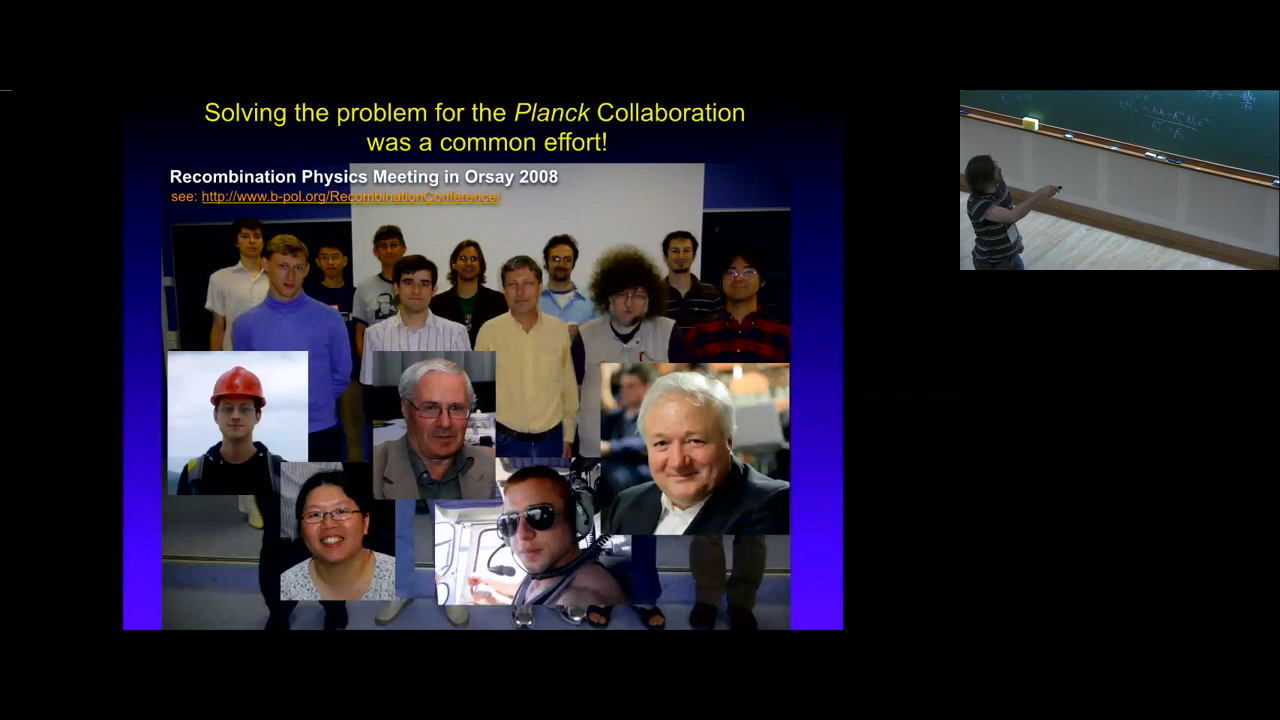 Solving the problem for the Planck Collaboration
was a common effort!
Recombination Physics Meeting in Orsay 2008
see: http://www.b-pol.org/RecombinationConference/